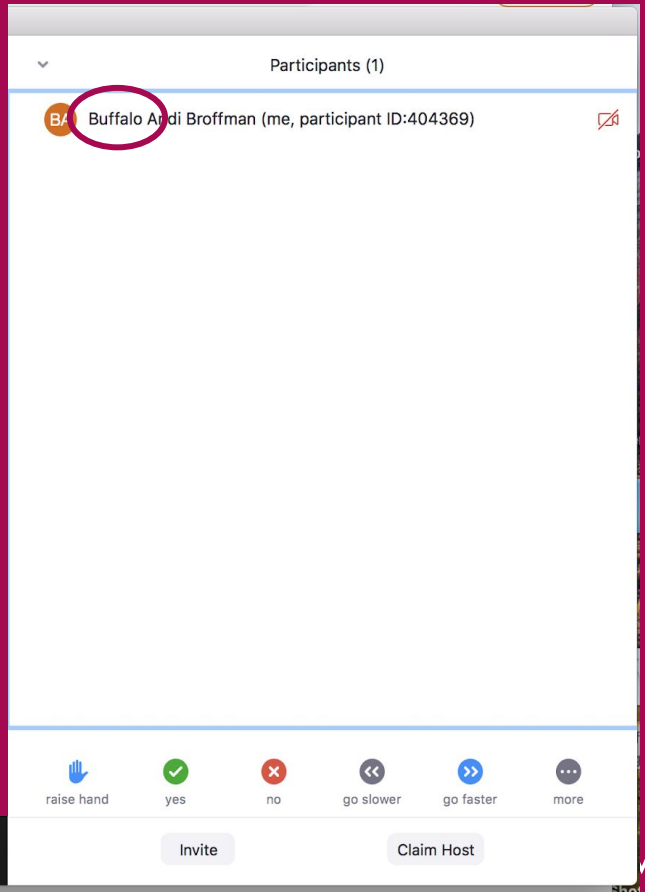 Participants (1)
BA Buffalo Andi Broffman (me, participant ID:404369)
raise hand yes no go slower go faster more
Invite Claim Host